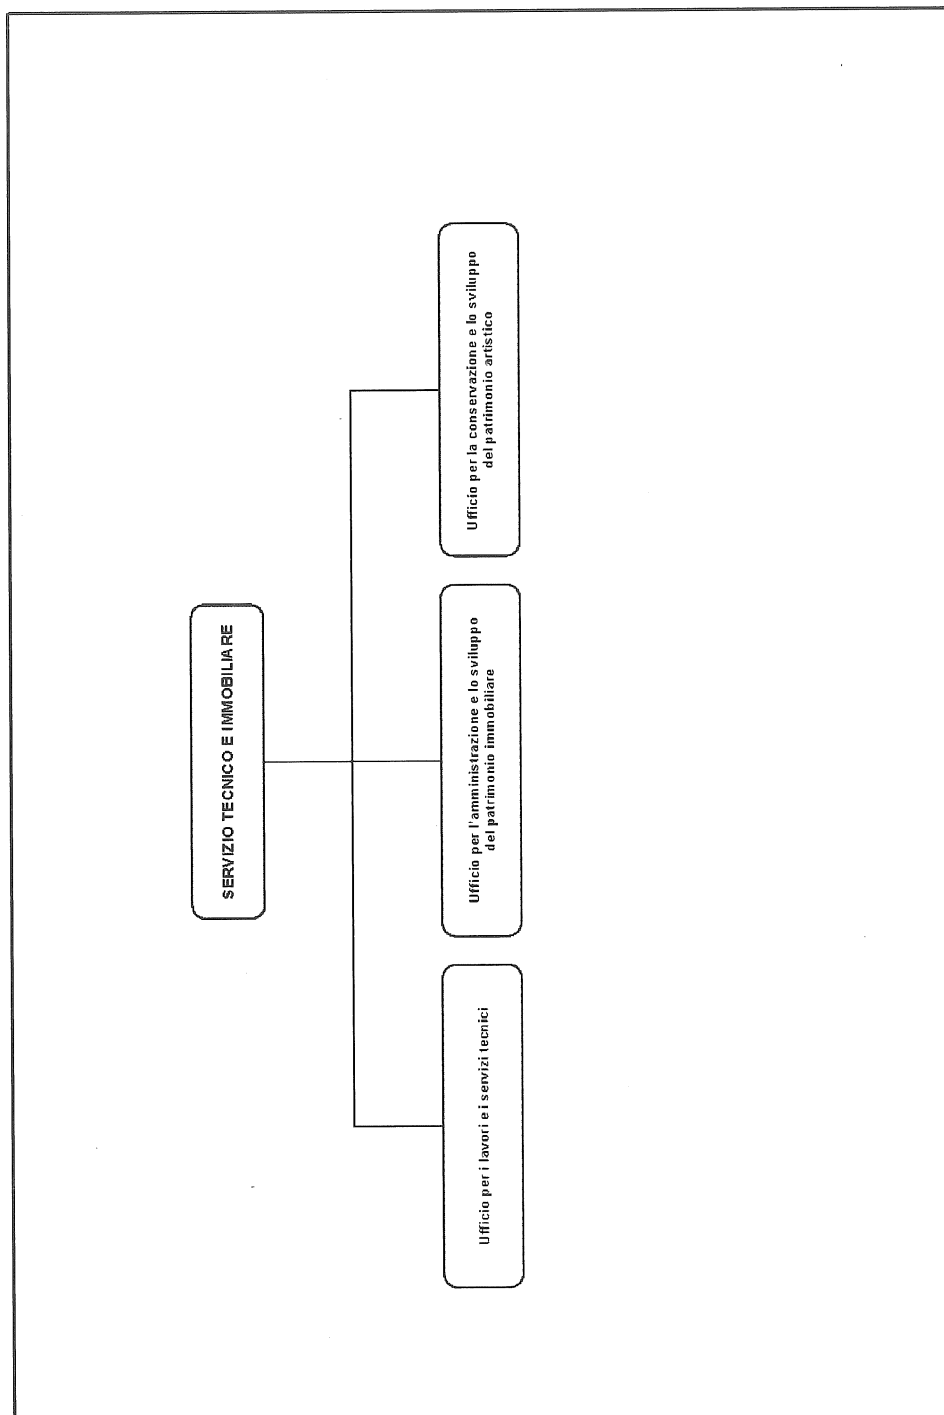 SERVIZIO TECNICO E IMMOBILIARE
Ufficio per i lavori e i servizi tecnici
Ufficio per l'amministrazione e lo sviluppo
del patrimonio immobiliare
Ufficio per la conservazione e lo sviluppo
del patrimonio artistico